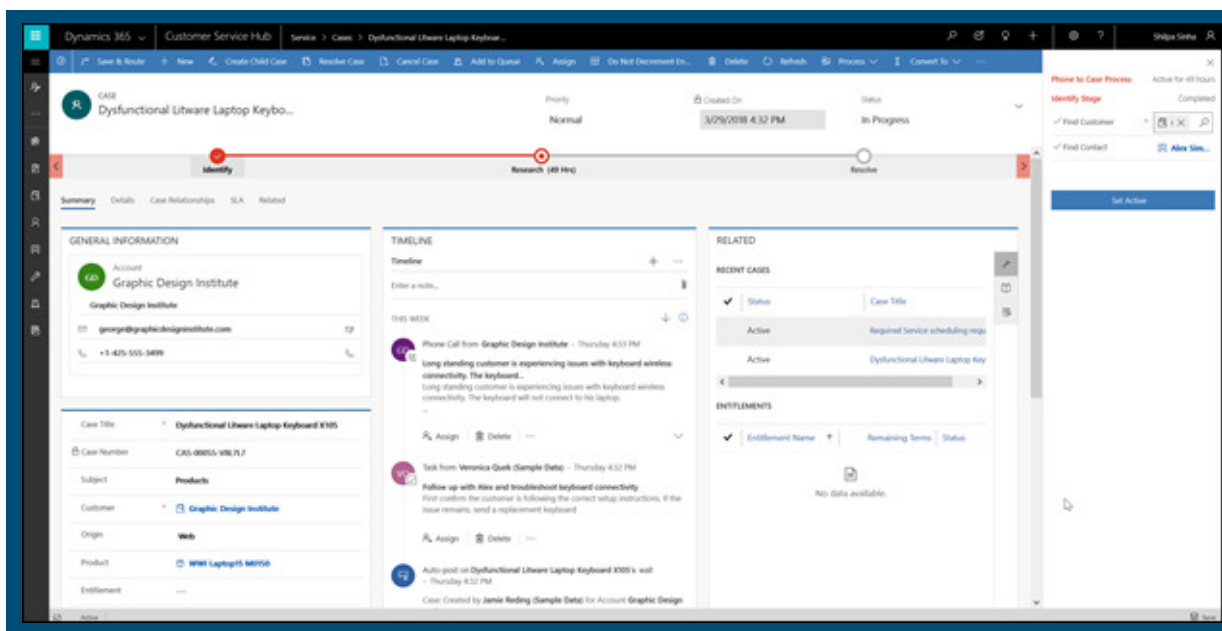 Dynamics 365
Customer Service Hub
Service > Cases > Dysfunctional Litware Laptop Keyboar...
Shilpa Sinha
Save & Route
New
Create Child Case
Resolve Case
Cancel Case
Add to Queue
Assign
Do Not Decrement En...
Delete
Refresh
Process
Convert To
CASE
Dysfunctional Litware Laptop Keybo...
Priority
Normal
Created On
3/29/2018 4:32 PM
Status
In Progress
Identify
Research (49 Hrs)
Resolve
Phone to Case Process
Active for 49 hours
Identify Stage
Completed
Find Customer *
Find Contact
Alex Sim...
Set Active
Summary
Details
Case Relationships
SLA
Related
GENERAL INFORMATION
GD
Account
Graphic Design Institute
Graphic Design Institute
george@graphicdesigninstitute.com
+1-425-555-3499
Case Title * Dysfunctional Litware Laptop Keyboard X105
Case Number
Subject Products
Customer * Graphic Design Institute
Origin Web
Product
Entitlement ---
TIMELINE
Timeline
Enter a note...
THIS WEEK
GD
Phone Call from Graphic Design Institute - Thursday 4:33 PM
Long standing customer is experiencing issues with keyboard wireless
connectivity. The keyboard...
Long standing customer is experiencing issues with keyboard wireless
connectivity. The keyboard will not connect to his laptop.
...
Assign
Delete
...
VQ
Task from Veronica Quek (Sample Data) - Thursday 4:32 PM
Follow up with Alex and troubleshoot keyboard connectivity
First confirm the customer is following the correct setup instructions. If the
issue remains, send a replacement keyboard
Assign
Delete
...
Auto-post on Dysfunctional Litware Laptop Keyboard X105's wall
- Thursday 4:32 PM
Case: Created by Jamie Reding (Sample Data) for Account Graphic Design
RELATED
RECENT CASES
Status
Case Title
Active
Required Service scheduling requ
Active
Dysfunctional Litware Laptop Key
ENTITLEMENTS
Entitlement Name
Remaining Terms
Status
No data available.
Active
Save